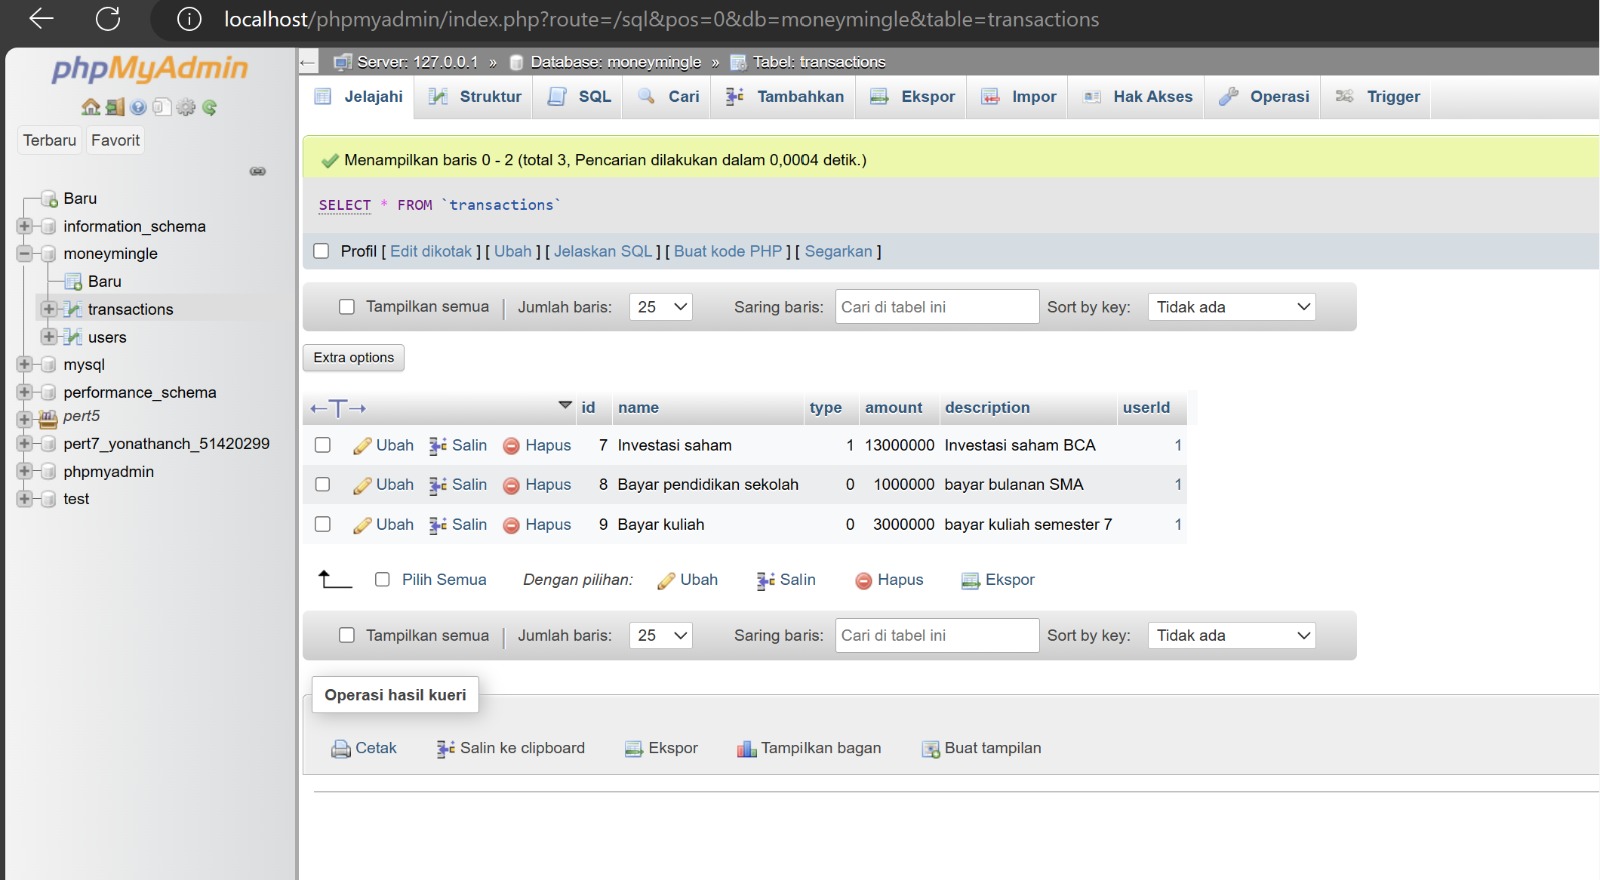 localhost/phpmyadmin/index.php?route=/sql&pos=0&db=moneymingle&table=transactions
phpMyAdmin
Terbaru Favorit
Baru
information_schema
moneymingle
Baru
transactions
users
mysql
performance_schema
pert5
pert7_yonathanch_51420299
phpmyadmin
test
Server: 127.0.0.1 » Database: moneymingle » Tabel: transactions
Jelajahi Struktur SQL Cari Tambahkan Ekspor Impor Hak Akses Operasi Trigger
Menampilkan baris 0 - 2 (total 3, Pencarian dilakukan dalam 0,0004 detik.)
SELECT * FROM `transactions`
Profil [ Edit dikotak ] [ Ubah ] [ Jelaskan SQL ] [ Buat kode PHP ] [ Segarkan ]
Tampilkan semua | Jumlah baris: 25 Saring baris: Cari di tabel ini Sort by key: Tidak ada
Extra options
←T→ id name type amount description userId
Ubah Salin Hapus 7 Investasi saham 1 13000000 Investasi saham BCA 1
Ubah Salin Hapus 8 Bayar pendidikan sekolah 0 1000000 bayar bulanan SMA 1
Ubah Salin Hapus 9 Bayar kuliah 0 3000000 bayar kuliah semester 7 1
Pilih Semua Dengan pilihan: Ubah Salin Hapus Ekspor
Tampilkan semua | Jumlah baris: 25 Saring baris: Cari di tabel ini Sort by key: Tidak ada
Operasi hasil kueri
Cetak Salin ke clipboard Ekspor Tampilkan bagan Buat tampilan